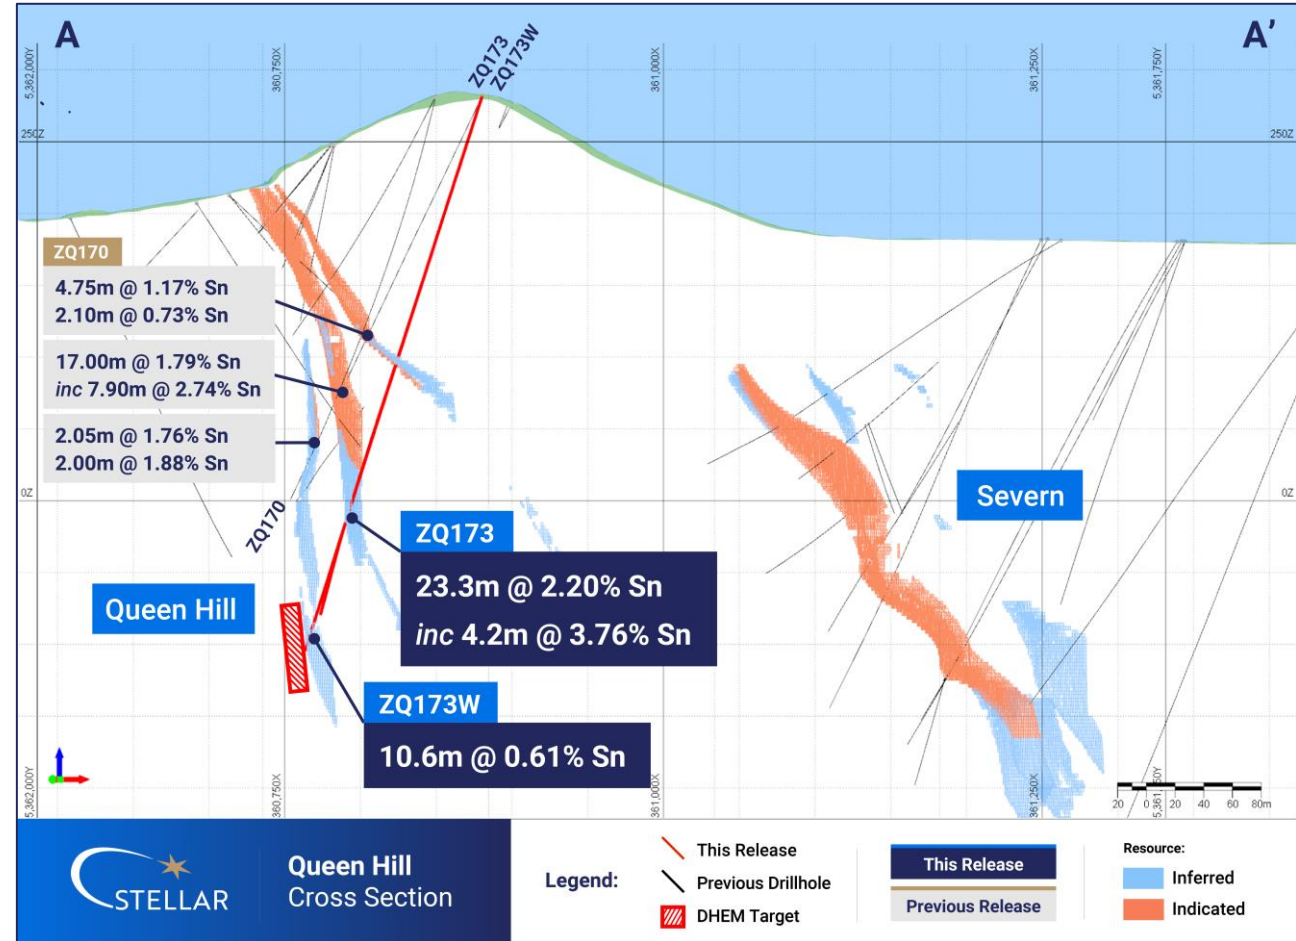 A
A’
5,362,000Y
360,750X
ZQ173
ZQ173W
361,000X
361,250X
5,361,750Y
250Z
250Z
ZQ170
4.75m @ 1.17% Sn
2.10m @ 0.73% Sn
17.00m @ 1.79% Sn
inc 7.90m @ 2.74% Sn
2.05m @ 1.76% Sn
2.00m @ 1.88% Sn
0Z
0Z
ZQ170
Severn
Queen Hill
ZQ173
23.3m @ 2.20% Sn
inc 4.2m @ 3.76% Sn
ZQ173W
10.6m @ 0.61% Sn
5,362,000Y
360,750X
361,000X
361,250X
5,361,750Y
20 0 20 40 60 80m
STELLAR
Queen Hill
Cross Section
Legend:
This Release
Previous Drillhole
DHEM Target
This Release
Previous Release
Resource:
Inferred
Indicated